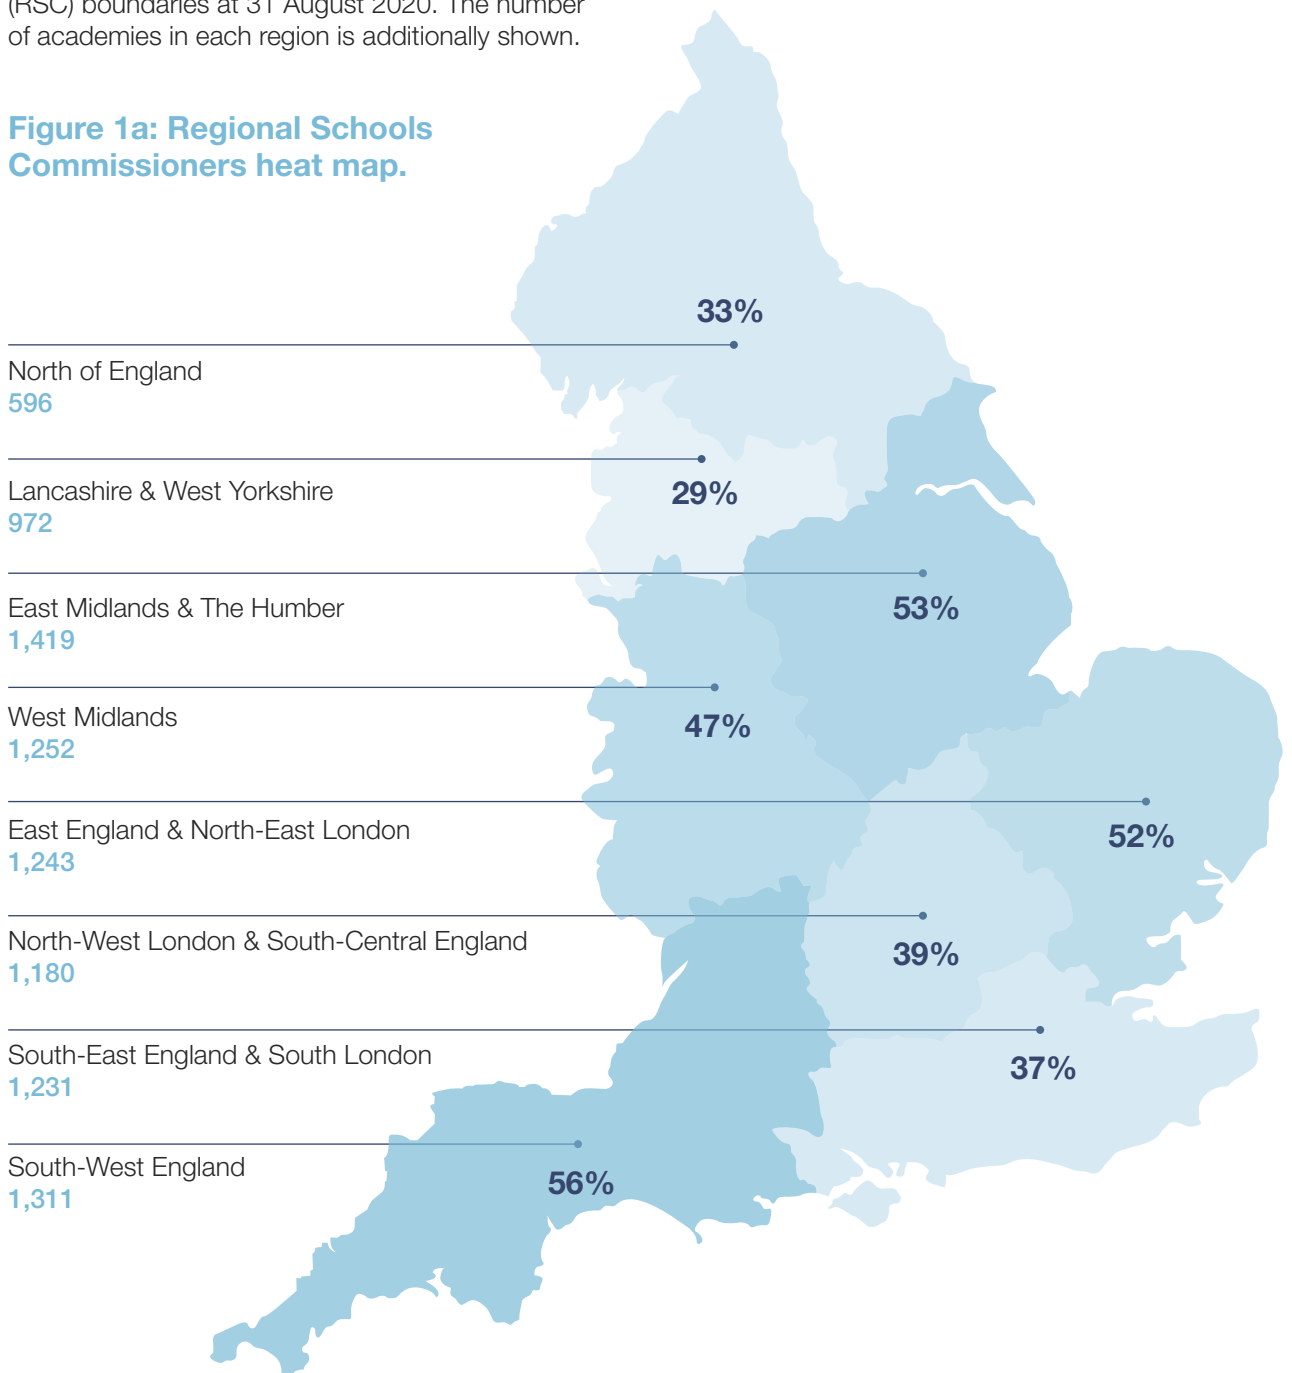 (RSC) boundaries at 31 August 2020. The number
of academies in each region is additionally shown.
Figure 1a: Regional Schools
Commissioners heat map.
33%
North of England
596
29%
Lancashire & West Yorkshire
972
53%
East Midlands & The Humber
1,419
47%
West Midlands
1,252
52%
East England & North-East London
1,243
39%
North-West London & South-Central England
1,180
37%
South-East England & South London
1,231
56%
South-West England
1,311